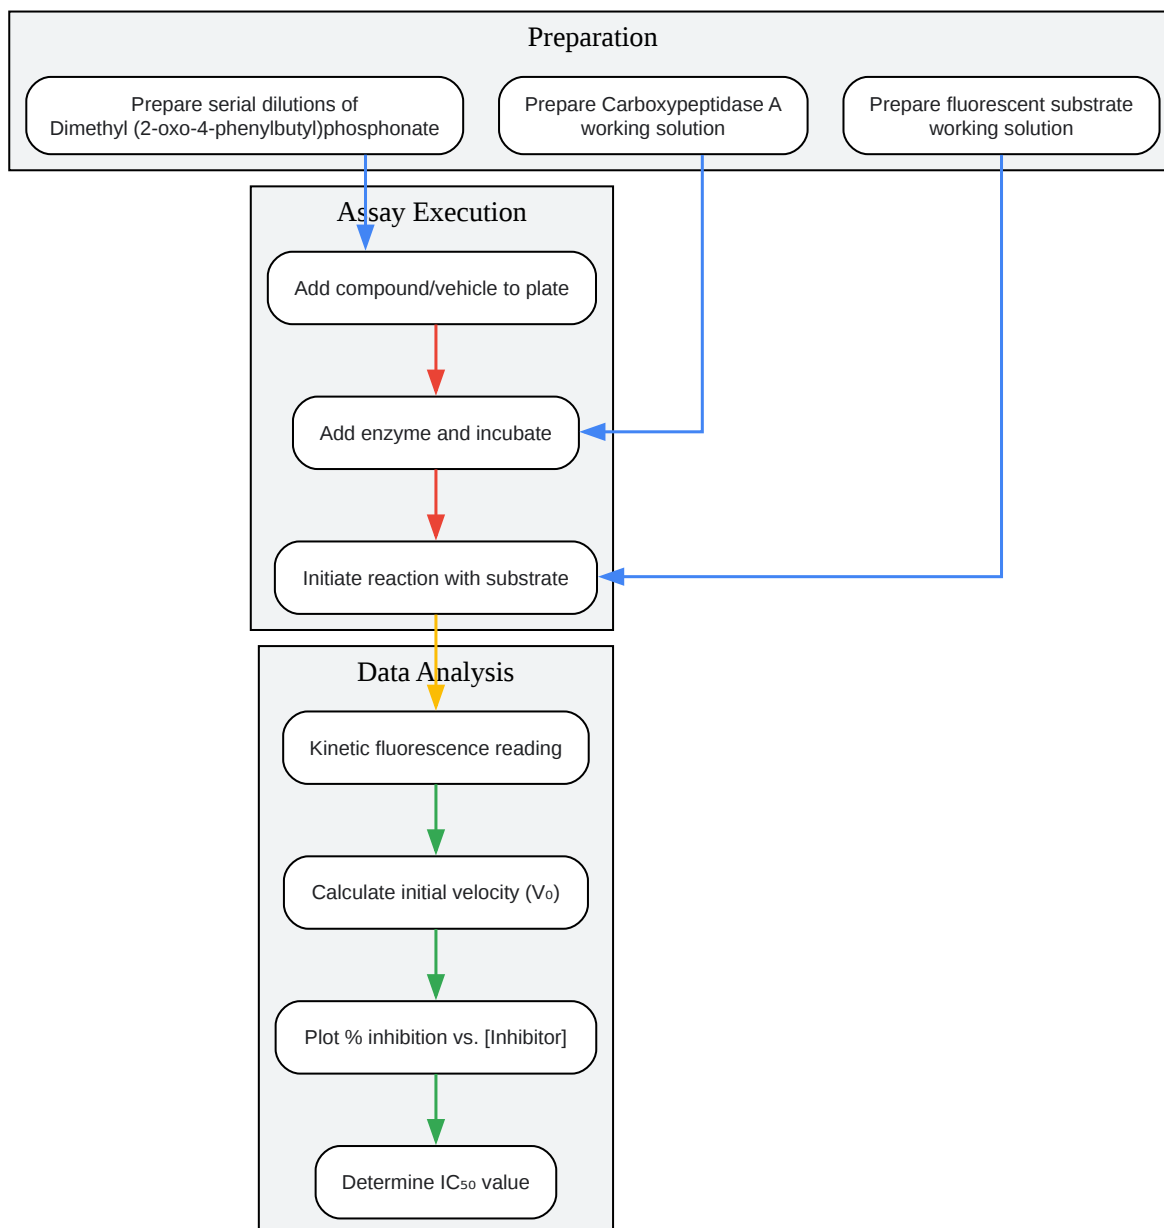 Preparation
Prepare serial dilutions of
Dimethyl (2-oxo-4-phenylbutyl)phosphonate
Prepare Carboxypeptidase A
working solution
Prepare fluorescent substrate
working solution
Assay Execution
Add compound/vehicle to plate
Add enzyme and incubate
Initiate reaction with substrate
Data Analysis
Kinetic fluorescence reading
Calculate initial velocity (V₀)
Plot % inhibition vs. [Inhibitor]
Determine IC₅₀ value